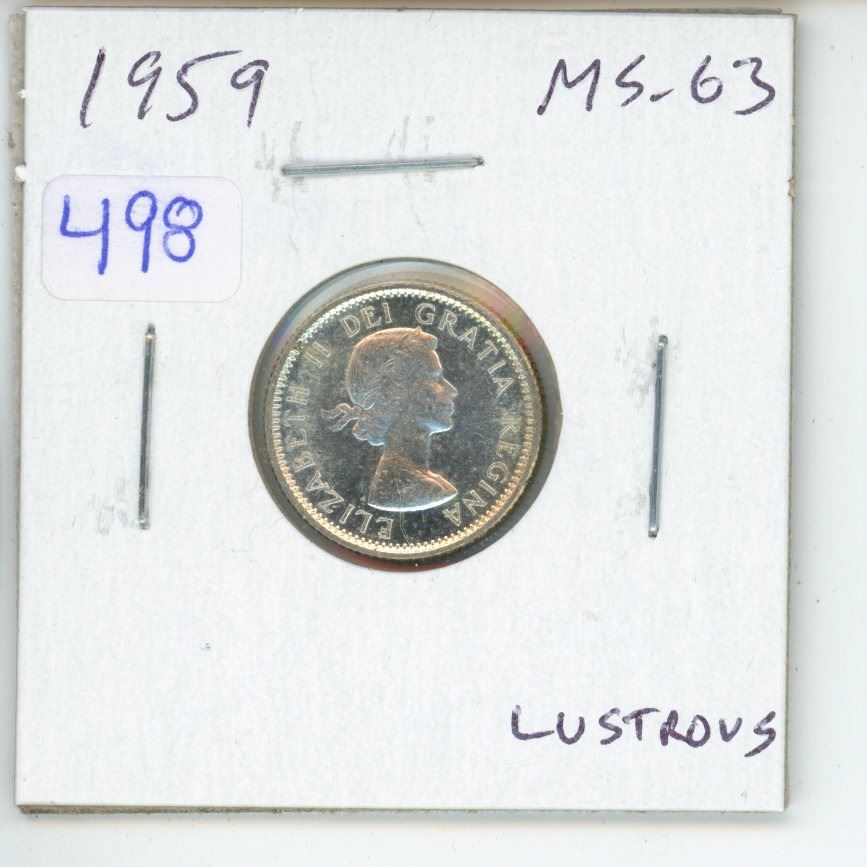 1959
MS-63
498
ELIZABETH II DEI GRATIA REGINA
LUSTROUS